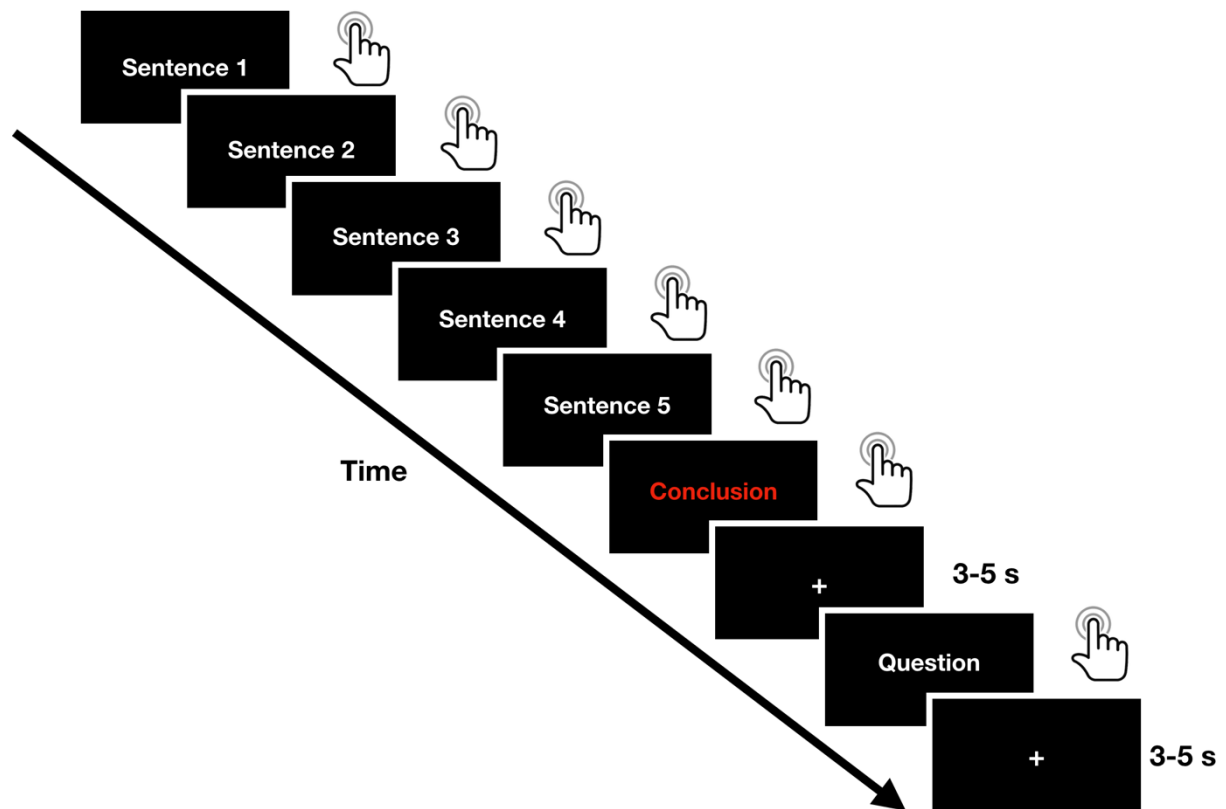 Sentence 1
Sentence 2
Sentence 3
Sentence 4
Sentence 5
Time
Conclusion
+
3-5 s
Question
+
3-5 s